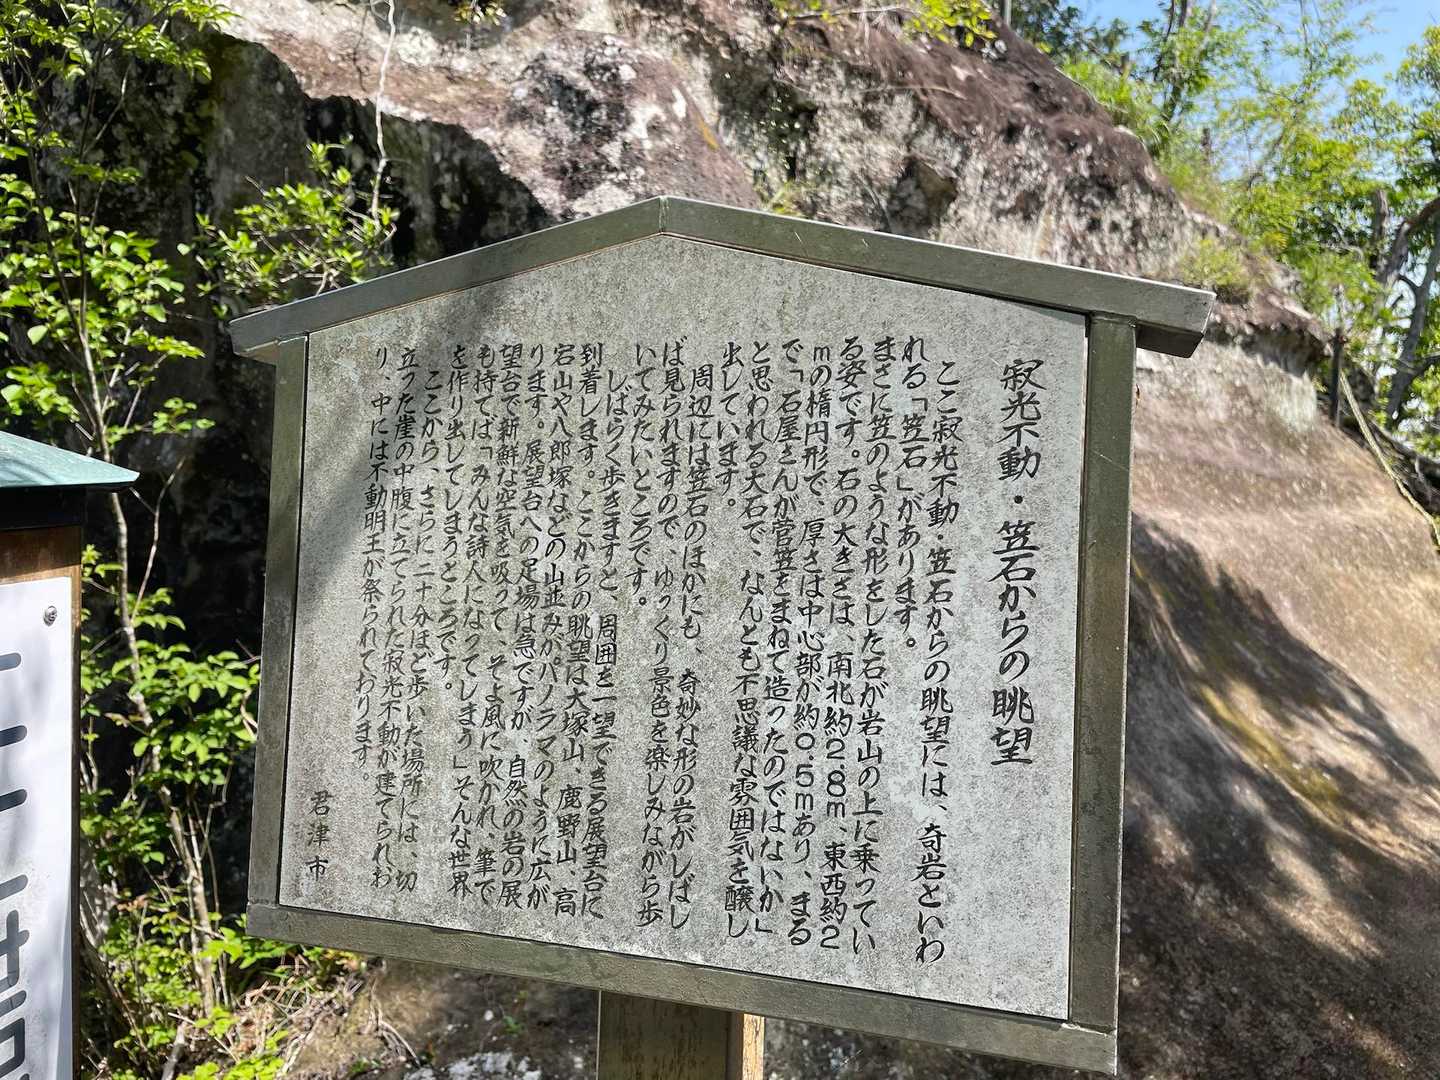 寂光不動・笠石からの眺望
ここ寂光不動・笠石からの眺望には、奇岩といわ
れる「笠石」があります。
まさに笠のような形をした石が岩山の上に乗ってい
る姿です。石の大きさは、南北約2.8m、東西約2
mの楕円形で、厚さは中心部が約0.5mあり、まる
で「石屋さんが菅笠をまねて造ったのではないか」
と思われる大石で、なんとも不思議な雰囲気を醸し
出しています。
周辺には笠石のほかにも、奇妙な形の岩がしばし
ば見られますので、ゆっくり景色を楽しみながら歩
いてみたいところです。
しばらく歩きますと、周囲を一望できる展望台に
到着します。ここからの眺望は大塚山、鹿野山、高
宕山や八郎塚などの山並みがパノラマのように広が
ります。展望台への足場は急ですが、自然の岩の展
望台で新鮮な空気を吸って、そよ風に吹かれ、筆で
も持てば「みんな詩人になってしまう」そんな世界
を作り出してしまうところです。
ここから、さらに二十分ほど歩いた場所には、切
立った崖の中腹に立てられた寂光不動が建てられお
り、中には不動明王が祭られております。
君津市